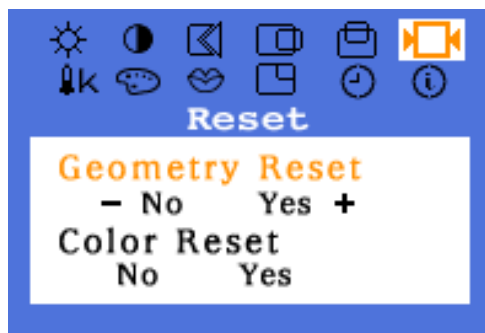 K
Reset
Geometry Reset
- No Yes +
Color Reset
No Yes